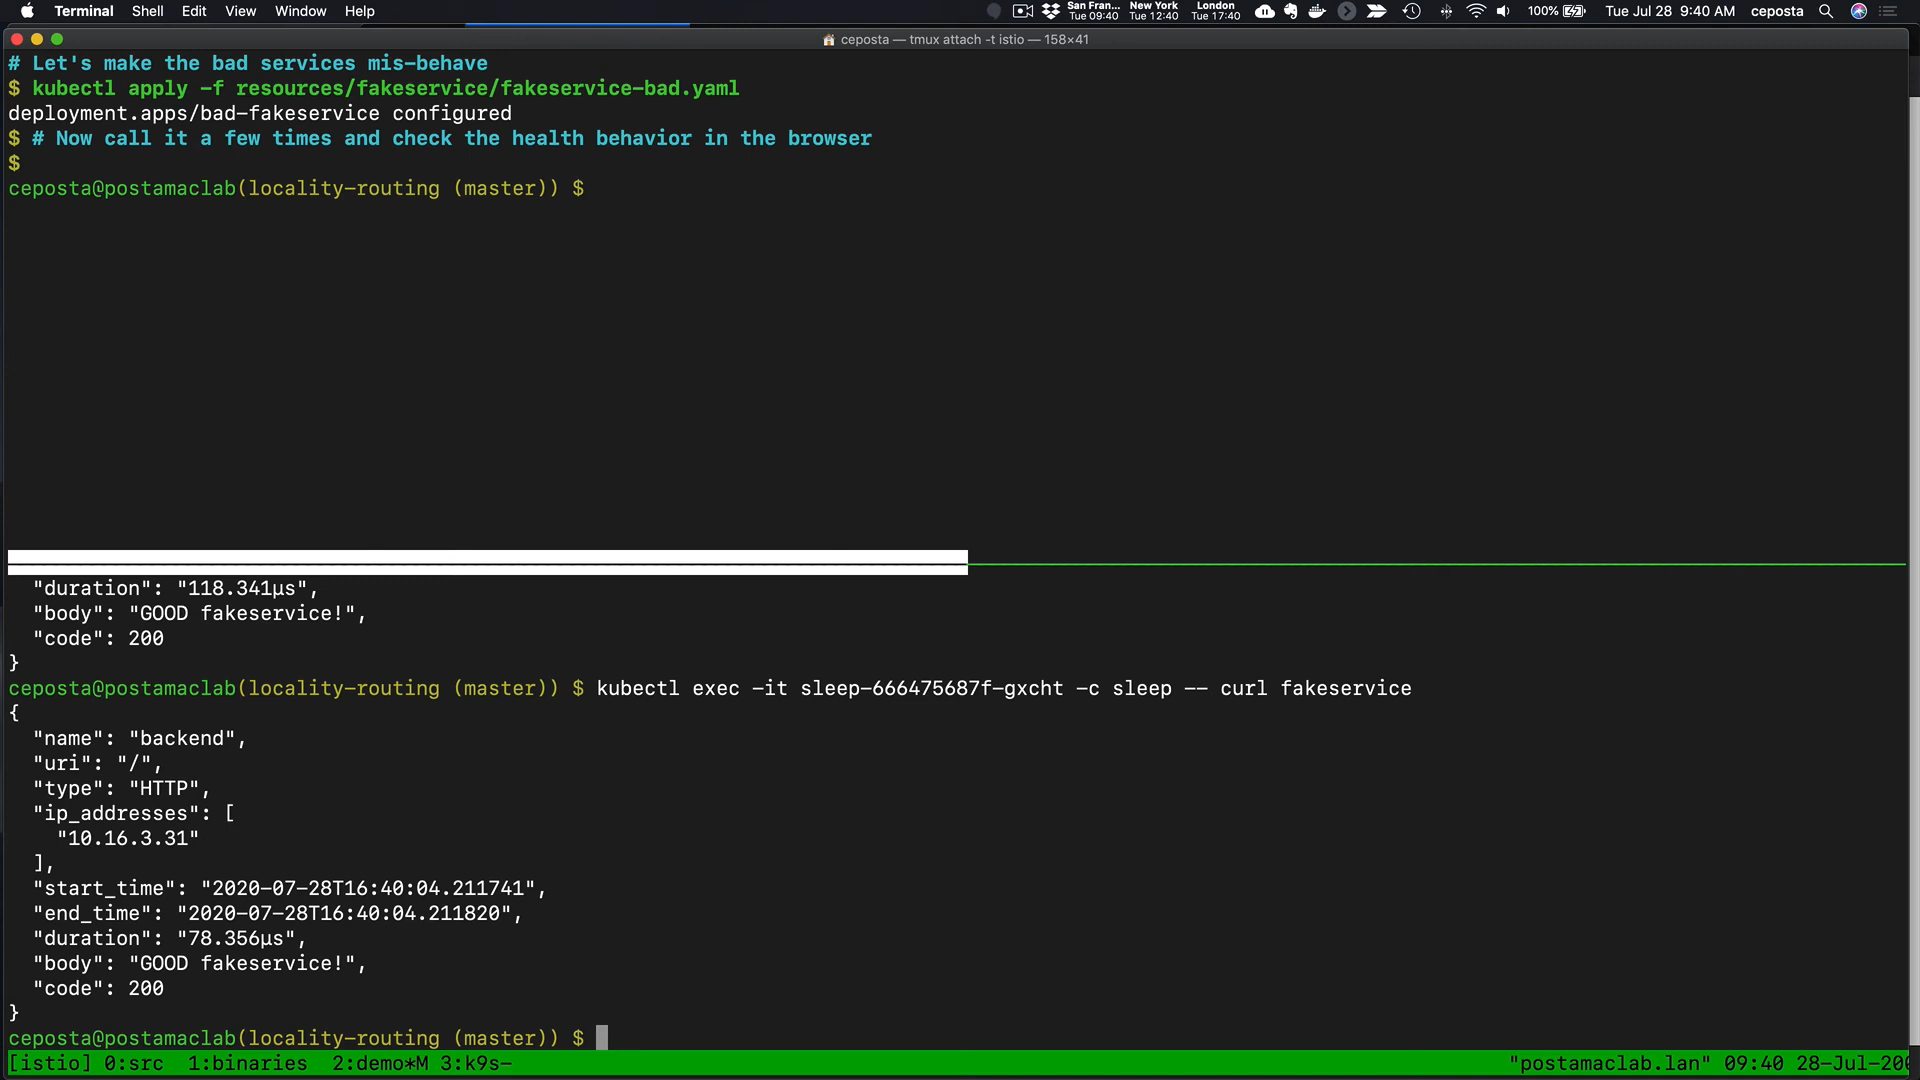 Terminal Shell Edit View Window Help San Fran... Tue 09:40 New York Tue 12:40 London Tue 17:40 100% Tue Jul 28 9:40 AM ceposta
ceposta — tmux attach -t istio — 158×41
# Let's make the bad services mis-behave
$ kubectl apply -f resources/fakeservice/fakeservice-bad.yaml
deployment.apps/bad-fakeservice configured
$ # Now call it a few times and check the health behavior in the browser
$
ceposta@postamaclab(locality-routing (master)) $
"duration": "118.341µs",
"body": "GOOD fakeservice!",
"code": 200
}
ceposta@postamaclab(locality-routing (master)) $ kubectl exec -it sleep-666475687f-gxcht -c sleep -- curl fakeservice
{
"name": "backend",
"uri": "/",
"type": "HTTP",
"ip_addresses": [
"10.16.3.31"
],
"start_time": "2020-07-28T16:40:04.211741",
"end_time": "2020-07-28T16:40:04.211820",
"duration": "78.356µs",
"body": "GOOD fakeservice!",
"code": 200
}
ceposta@postamaclab(locality-routing (master)) $
[istio] 0:src 1:binaries 2:demo*M 3:k9s- "postamaclab.lan" 09:40 28-Jul-20